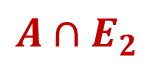 A ∩ E₂